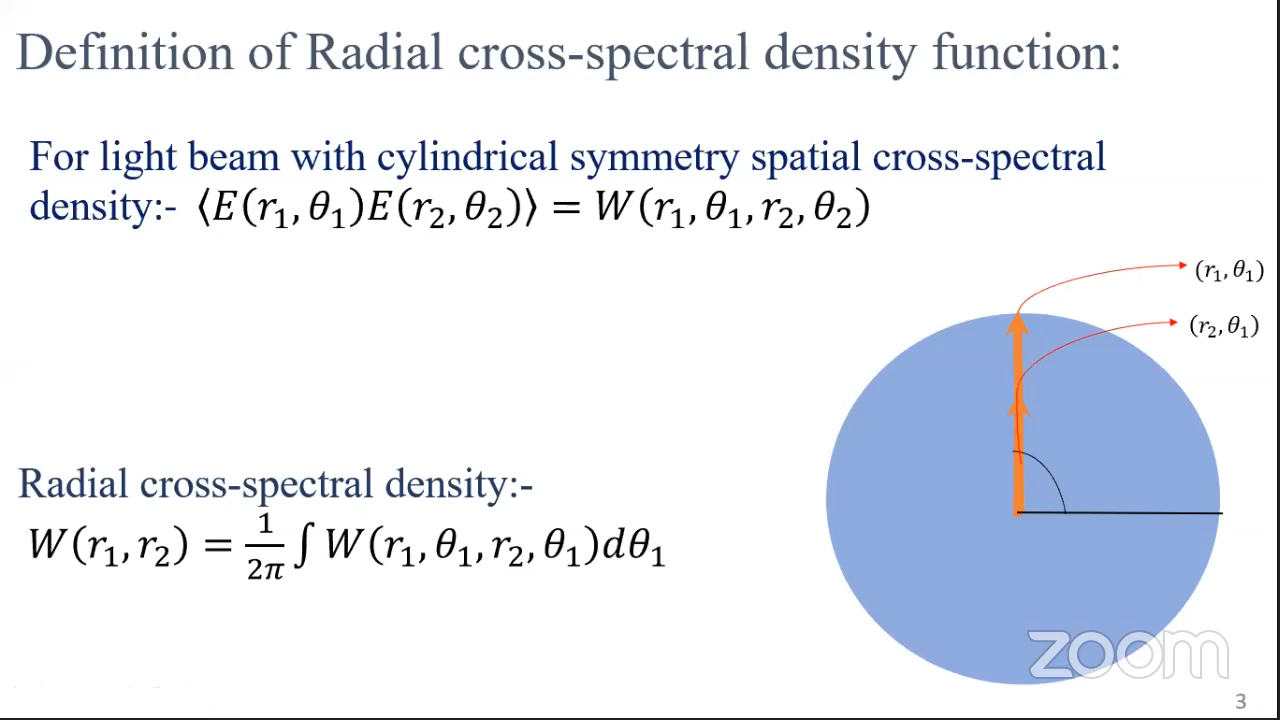 Definition of Radial cross-spectral density function:
For light beam with cylindrical symmetry spatial cross-spectral
density:- ⟨E(r₁, θ₁)E(r₂, θ₂)⟩ = W(r₁, θ₁, r₂, θ₂)
(r₁, θ₁)
(r₂, θ₁)
Radial cross-spectral density:-
W(r₁, r₂) = 1/2π ∫ W(r₁, θ₁, r₂, θ₁)dθ₁
zoom
3